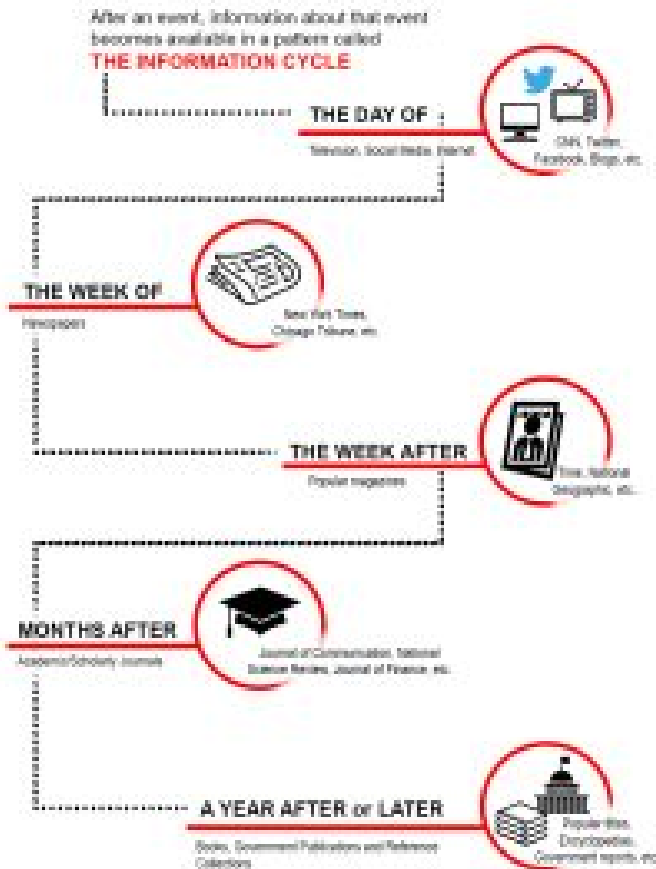 After an event, information about that event
becomes available in a pattern called
THE INFORMATION CYCLE
THE DAY OF
Television, Social Media, Internet
CNN, Twitter,
Facebook, Blogs, etc.
THE WEEK OF
Newspapers
New York Times,
Chicago Tribune, etc.
THE WEEK AFTER
Popular magazines
Time, National
Geographic, etc.
MONTHS AFTER
Academic/Scholarly Journals
Journal of Communication, National
Science Review, Journal of Finance, etc.
A YEAR AFTER or LATER
Books, Government Publications and Reference
Collections
Popular
Encyclopedias,
Government reports, etc.